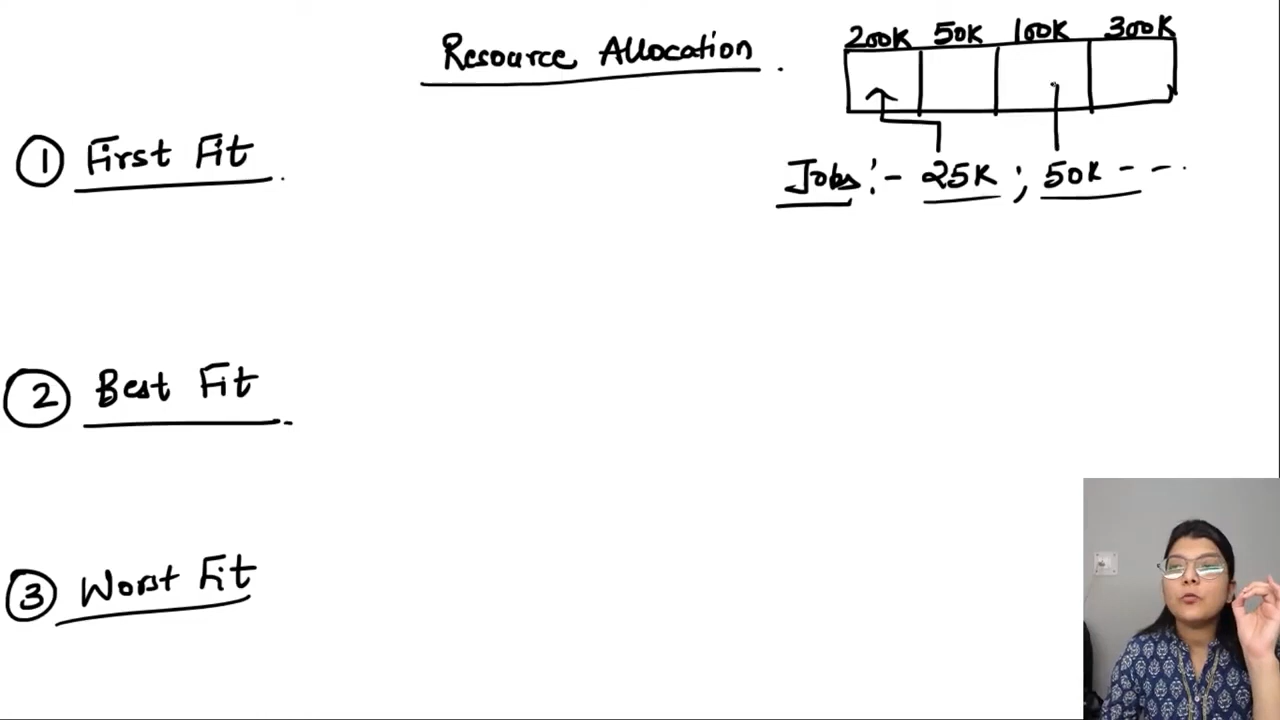 Resource Allocation.
200K 50K 100K 300K
① First Fit.
Jobs :- 25K ; 50K - - .
② Best Fit.
③ Worst Fit